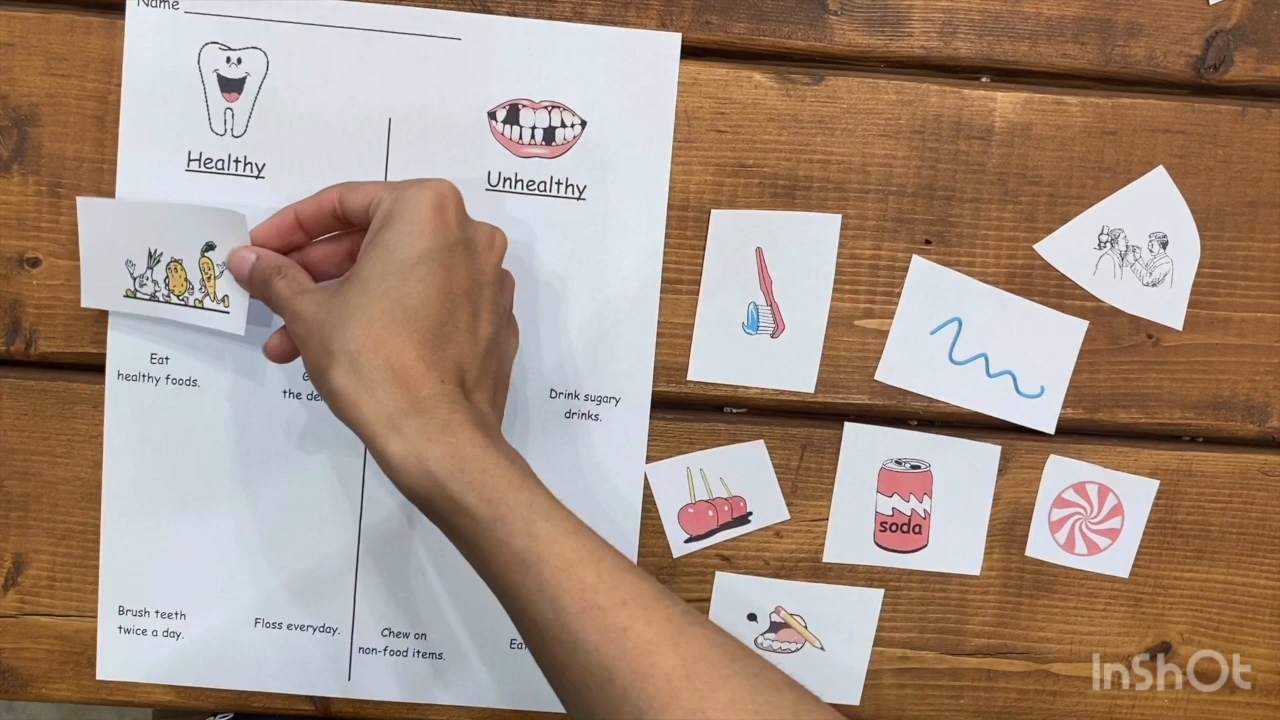 Name
Healthy
Unhealthy
Eat
healthy foods.
the
Drink sugary
drinks.
Brush teeth
twice a day.
Floss everyday.
Chew on
non-food items.
soda
InShOt